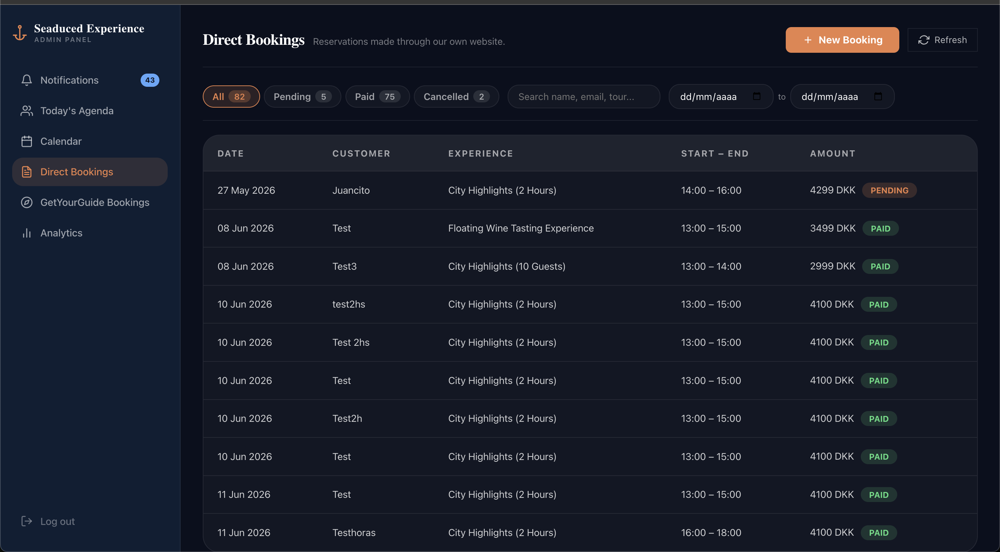 Seaduced Experience
ADMIN PANEL
Notifications 43
Today's Agenda
Calendar
Direct Bookings
GetYourGuide Bookings
Analytics
Log out
Direct Bookings Reservations made through our own website.
+ New Booking Refresh
All 82 Pending 5 Paid 75 Cancelled 2 Search name, email, tour... dd/mm/aaaa to dd/mm/aaaa
DATE CUSTOMER EXPERIENCE START – END AMOUNT
27 May 2026 Juancito City Highlights (2 Hours) 14:00 – 16:00 4299 DKK PENDING
08 Jun 2026 Test Floating Wine Tasting Experience 13:00 – 15:00 3499 DKK PAID
08 Jun 2026 Test3 City Highlights (10 Guests) 13:00 – 14:00 2999 DKK PAID
10 Jun 2026 test2hs City Highlights (2 Hours) 13:00 – 15:00 4100 DKK PAID
10 Jun 2026 Test 2hs City Highlights (2 Hours) 13:00 – 15:00 4100 DKK PAID
10 Jun 2026 Test City Highlights (2 Hours) 13:00 – 15:00 4100 DKK PAID
10 Jun 2026 Test2h City Highlights (2 Hours) 13:00 – 15:00 4100 DKK PAID
10 Jun 2026 Test City Highlights (2 Hours) 13:00 – 15:00 4100 DKK PAID
11 Jun 2026 Test City Highlights (2 Hours) 13:00 – 15:00 4100 DKK PAID
11 Jun 2026 Testhoras City Highlights (2 Hours) 16:00 – 18:00 4100 DKK PAID